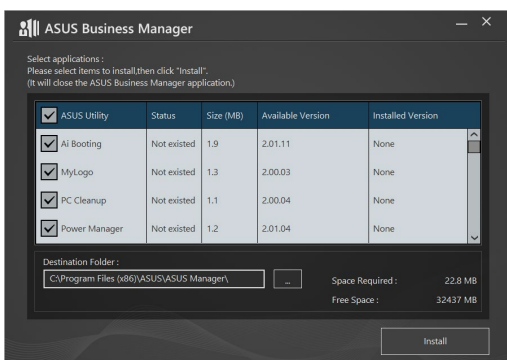 ASUS Business Manager
Select applications :
Please select items to install,then click "Install".
(It will close the ASUS Business Manager application.)
ASUS Utility Status Size (MB) Available Version Installed Version
Ai Booting Not existed 1.9 2.01.11 None
MyLogo Not existed 1.3 2.00.03 None
PC Cleanup Not existed 1.1 2.00.04 None
Power Manager Not existed 1.2 2.01.04 None
Destination Folder :
C:\Program Files (x86)\ASUS\ASUS Manager\ ...
Space Required : 22.8 MB
Free Space : 32437 MB
Install